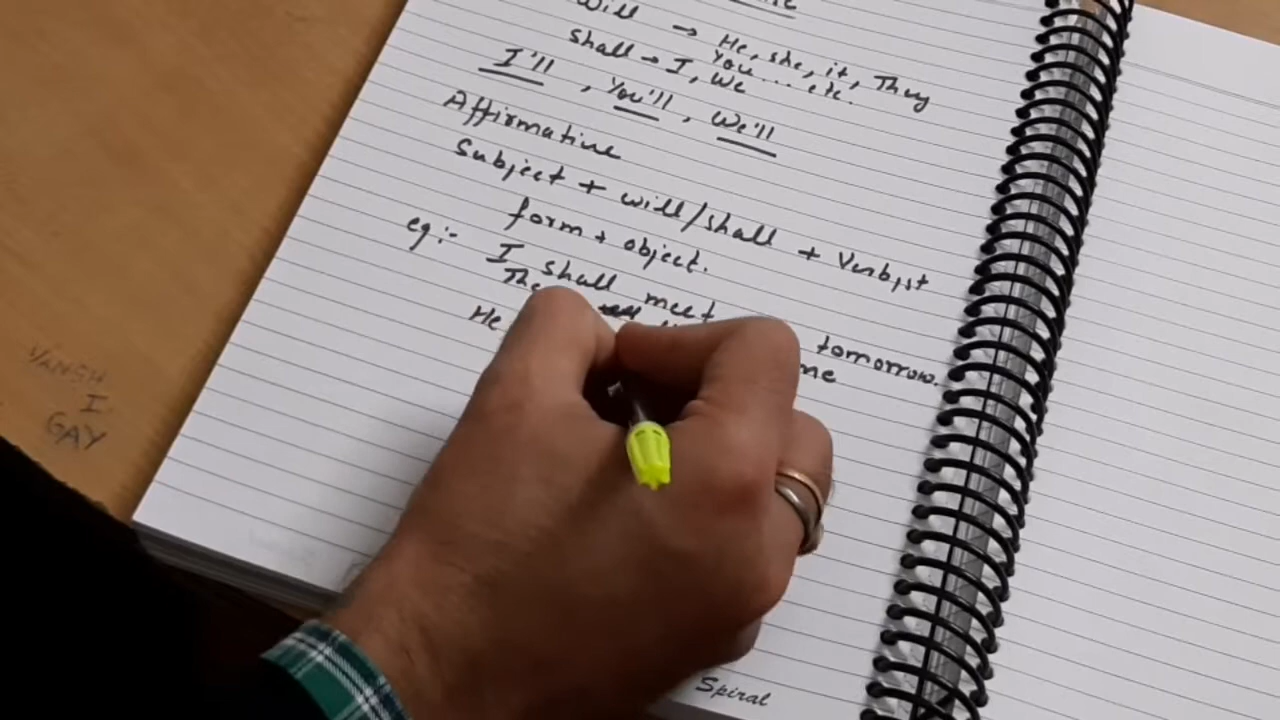 will → He, she, it, They
You... etc.
shall → I, We
I'll , You'll , We'll
Affirmative
Subject + will/shall + Verb 1st
form + object.
eg:- I shall meet tomorrow.
me
He
VANSH
I
GAY
Spiral